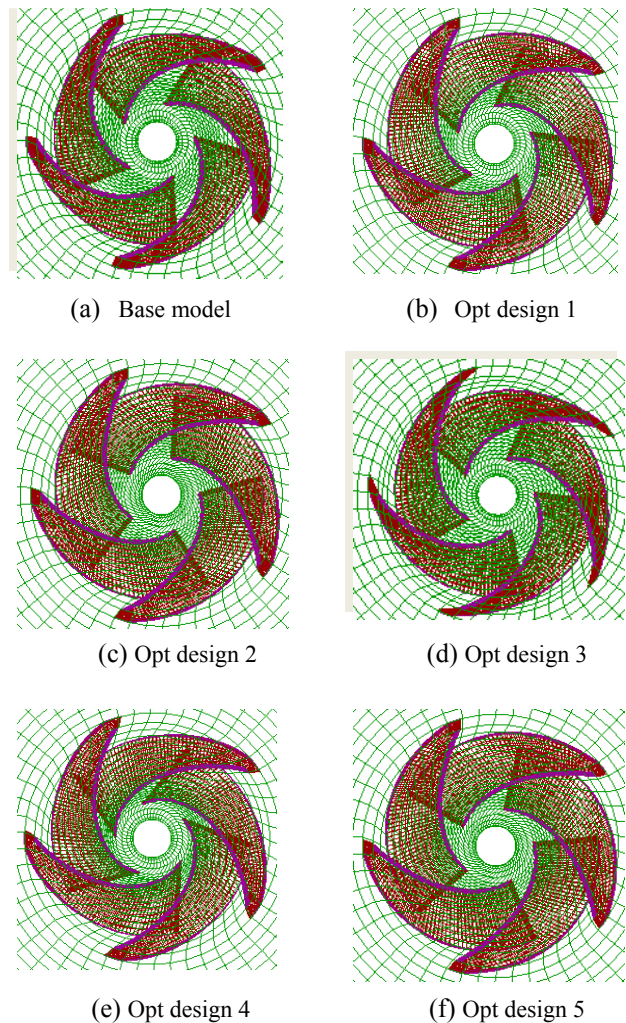 (a) Base model
(b) Opt design 1
(c) Opt design 2
(d) Opt design 3
(e) Opt design 4
(f) Opt design 5